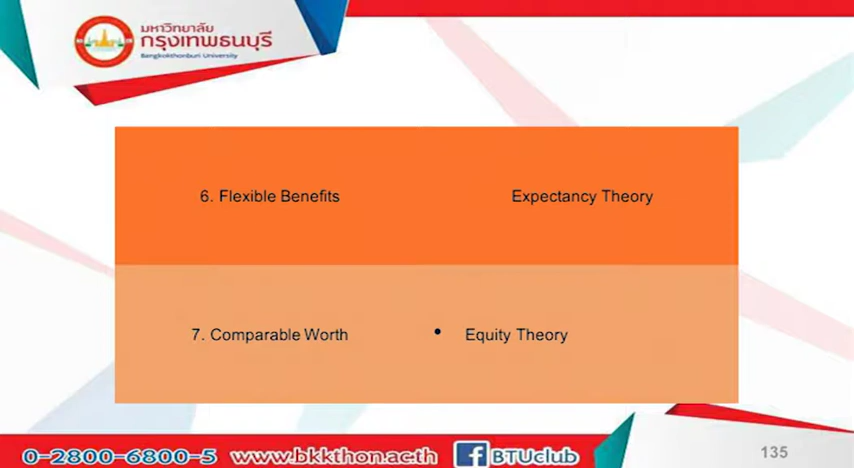 มหาวิทยาลัย
กรุงเทพธนบุรี
Bangkokthonburi University
6. Flexible Benefits Expectancy Theory
7. Comparable Worth • Equity Theory
0-2800-6800-5 www.bkkthon.ac.th f BTUclub 135